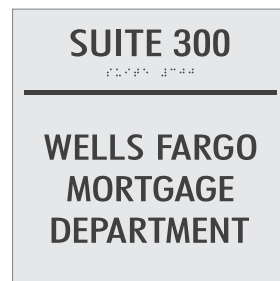 SUITE 300
⠎⠥⠊⠞⠑ ⠼⠉⠚⠚
WELLS FARGO
MORTGAGE
DEPARTMENT